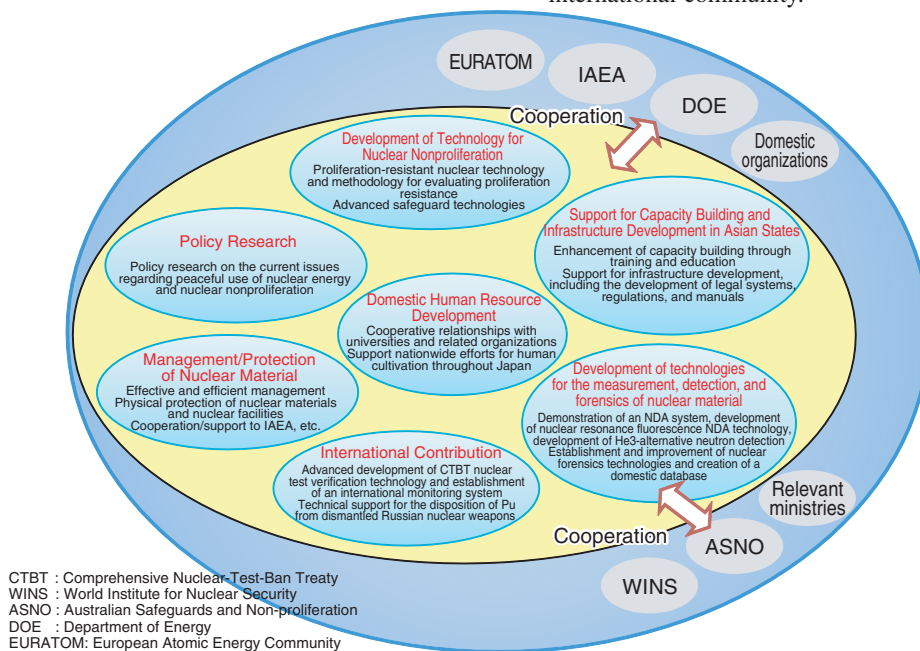 international community.
EURATOM
IAEA
DOE
Cooperation
Domestic
organizations
Development of Technology for
Nuclear Nonproliferation
Proliferation-resistant nuclear technology
and methodology for evaluating proliferation
resistance
Advanced safeguard technologies
Support for Capacity Building and
Infrastructure Development in Asian States
Enhancement of capacity building through
training and education
Support for infrastructure development,
including the development of legal systems,
regulations, and manuals
Policy Research
Policy research on the current issues
regarding peaceful use of nuclear energy
and nuclear nonproliferation
Domestic Human Resource
Development
Cooperative relationships with
universities and related organizations
Support nationwide efforts for human
cultivation throughout Japan
Management/Protection
of Nuclear Material
Effective and efficient management
Physical protection of nuclear materials
and nuclear facilities
Cooperation/support to IAEA, etc.
Development of technologies
for the measurement, detection, and
forensics of nuclear material
Demonstration of an NDA system, development
of nuclear resonance fluorescence NDA technology,
development of He3-alternative neutron detection
Establishment and improvement of nuclear
forensics technologies and creation of a
domestic database
International Contribution
Advanced development of CTBT nuclear
test verification technology and establishment
of an international monitoring system
Technical support for the disposition of Pu
from dismantled Russian nuclear weapons
Relevant
ministries
Cooperation
ASNO
WINS
CTBT : Comprehensive Nuclear-Test-Ban Treaty
WINS : World Institute for Nuclear Security
ASNO : Australian Safeguards and Non-proliferation
DOE : Department of Energy
EURATOM: European Atomic Energy Community